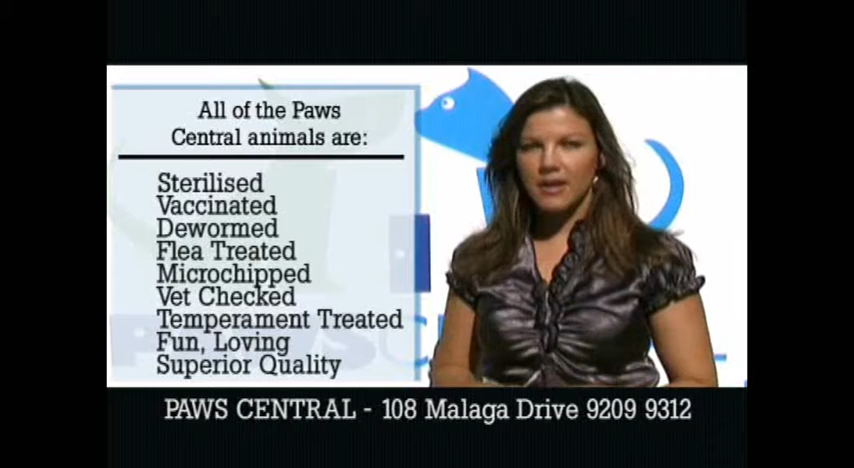 All of the Paws
Central animals are:
Sterilised
Vaccinated
Dewormed
Flea Treated
Microchipped
Vet Checked
Temperament Treated
Fun, Loving
Superior Quality
PAWS CENTRAL - 108 Malaga Drive 9209 9312